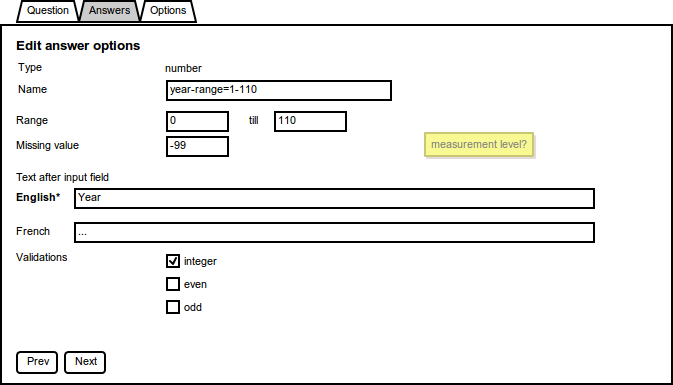 Question Answers Options
Edit answer options
Type number
Name year-range=1-110
Range 0 till 110
Missing value -99 measurement level?
Text after input field
English* Year
French ...
Validations integer
even
odd
Prev Next